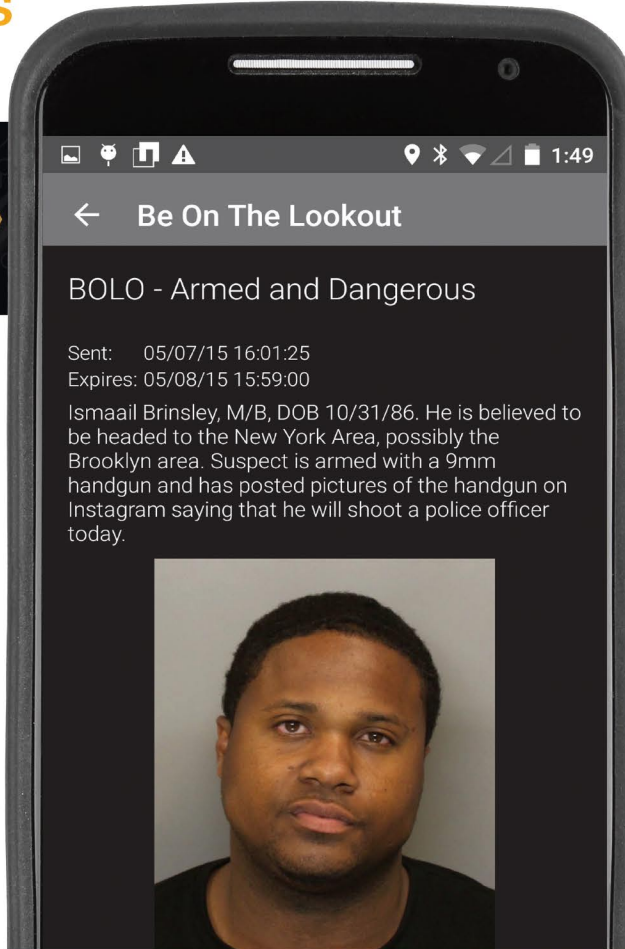 s
1:49
Be On The Lookout
BOLO - Armed and Dangerous
Sent: 05/07/15 16:01:25
Expires: 05/08/15 15:59:00
Ismaail Brinsley, M/B, DOB 10/31/86. He is believed to
be headed to the New York Area, possibly the
Brooklyn area. Suspect is armed with a 9mm
handgun and has posted pictures of the handgun on
Instagram saying that he will shoot a police officer
today.